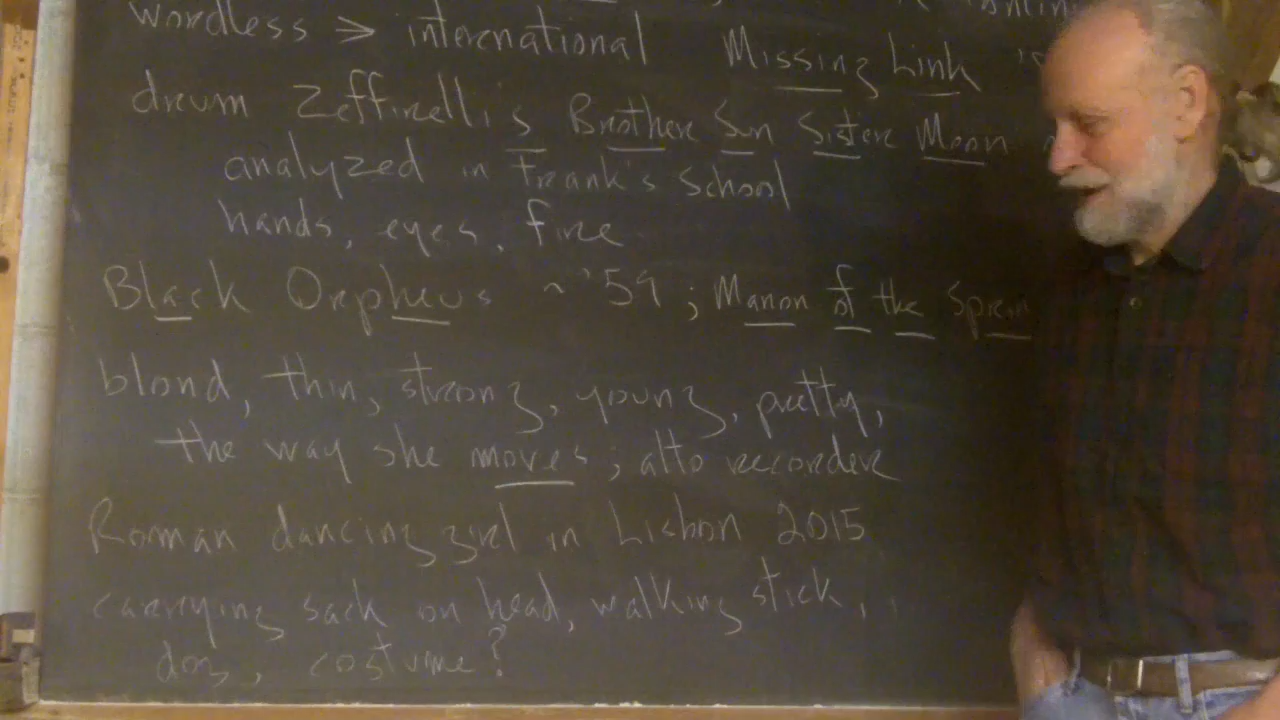 wordless => international Missing Link
drum Zeffirelli's Brother Sun Sister Moon
analyzed in Frank's School
hands, eyes, fire
Black Orpheus ~ '59 ; Manon of the
blond, thin, strong, young, pretty,
the way she moves ; alto recorder
Roman dancing girl in Lisbon 2015
carrying sack on head, walking stick,
dog, costume?